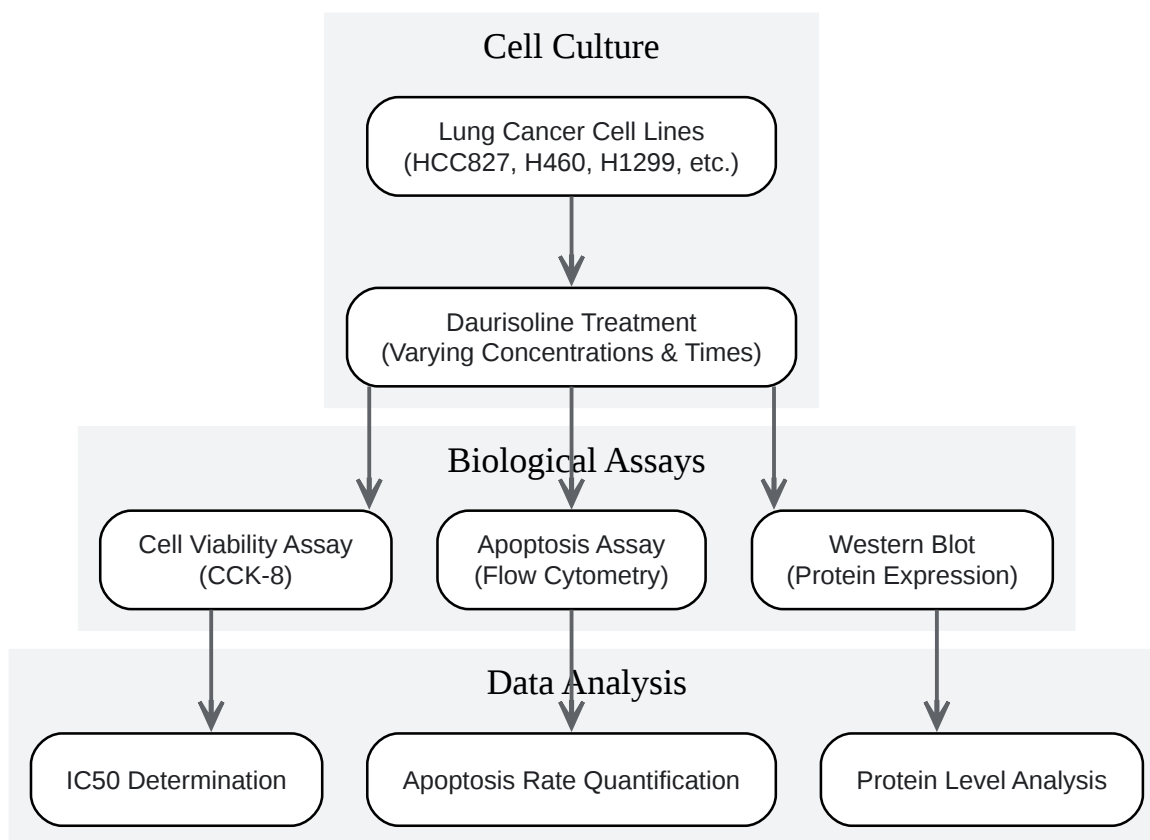 Cell Culture
Lung Cancer Cell Lines
(HCC827, H460, H1299, etc.)
Daurisoline Treatment
(Varying Concentrations & Times)
Biological Assays
Cell Viability Assay
(CCK-8)
Apoptosis Assay
(Flow Cytometry)
Western Blot
(Protein Expression)
Data Analysis
IC50 Determination
Apoptosis Rate Quantification
Protein Level Analysis